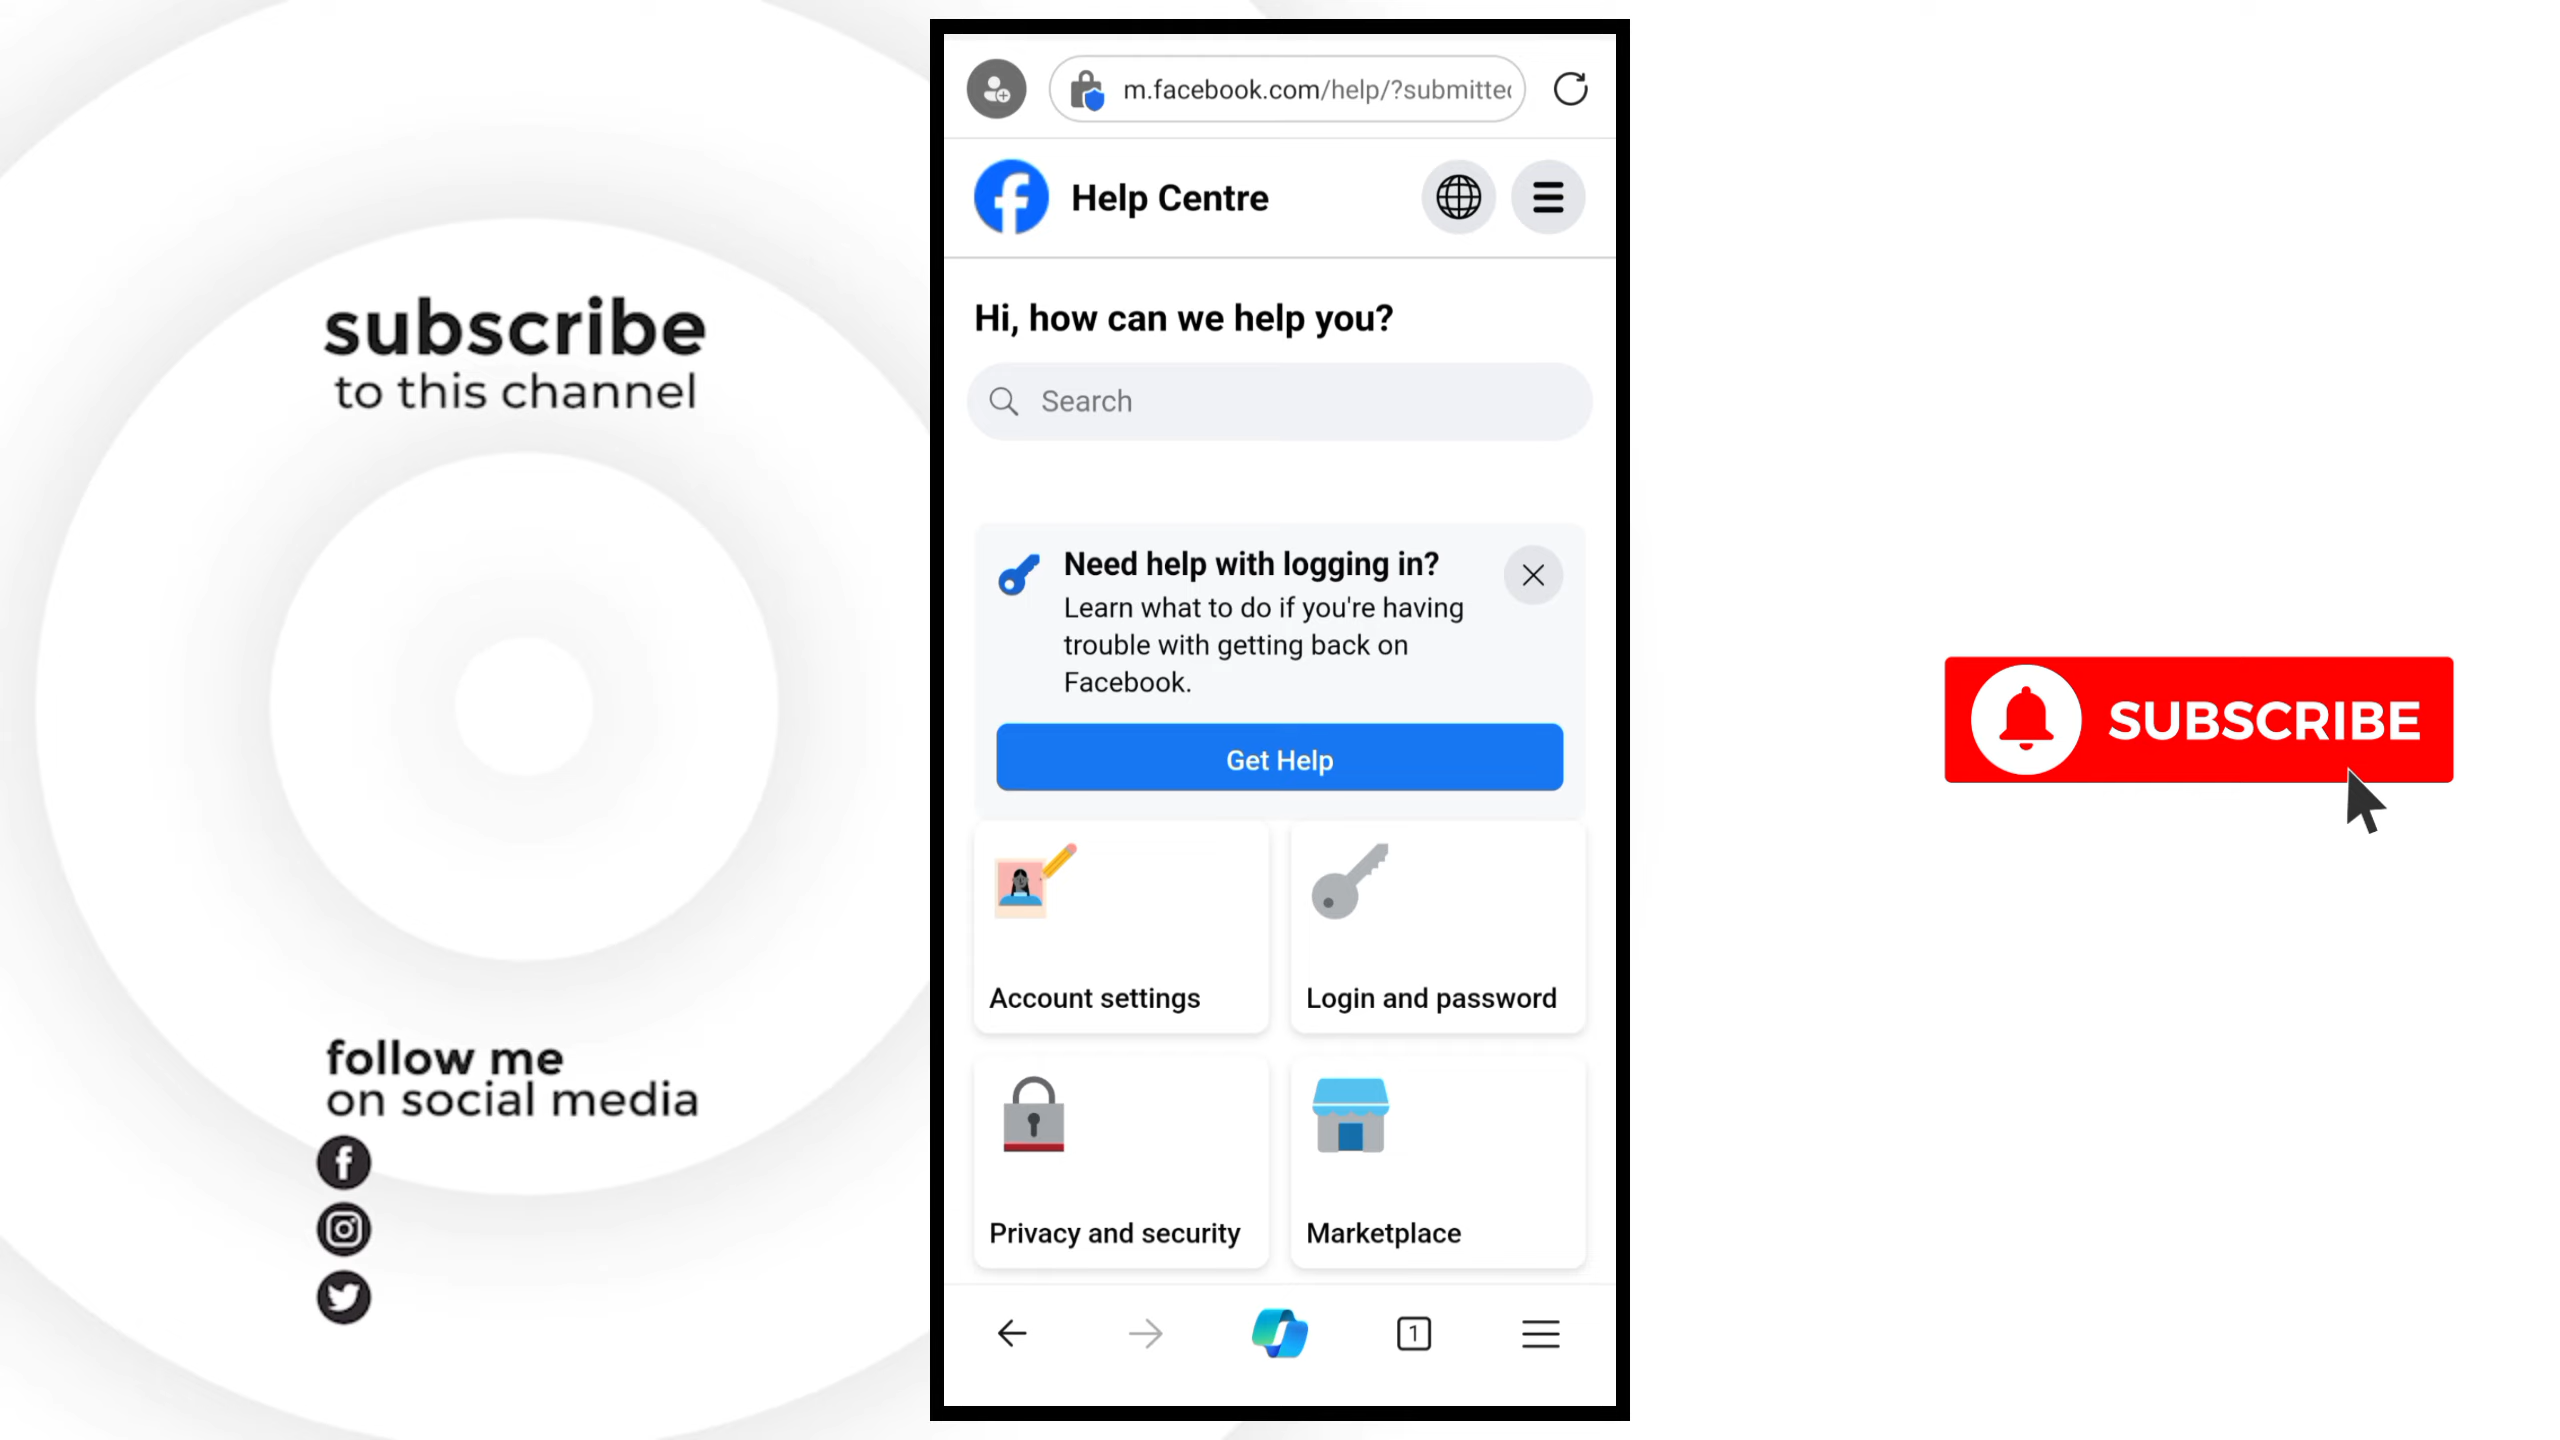 subscribe
to this channel
follow me
on social media
m.facebook.com/help/?submitted
Help Centre
Hi, how can we help you?
Search
Need help with logging in?
Learn what to do if you're having
trouble with getting back on
Facebook.
Get Help
Account settings
Login and password
Privacy and security
Marketplace
1
SUBSCRIBE